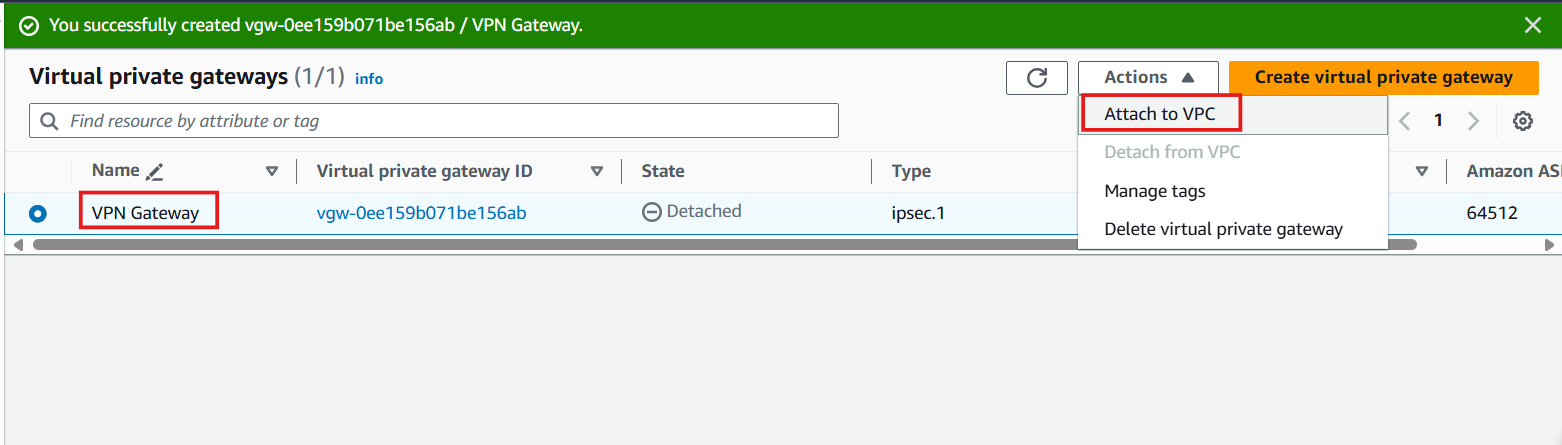 You successfully created vgw-0ee159b071be156ab / VPN Gateway.
Virtual private gateways (1/1) info
Actions
Create virtual private gateway
Find resource by attribute or tag
1
Attach to VPC
Detach from VPC
Manage tags
Delete virtual private gateway
Name Virtual private gateway ID State Type Amazon AS
VPN Gateway vgw-0ee159b071be156ab Detached ipsec.1 64512